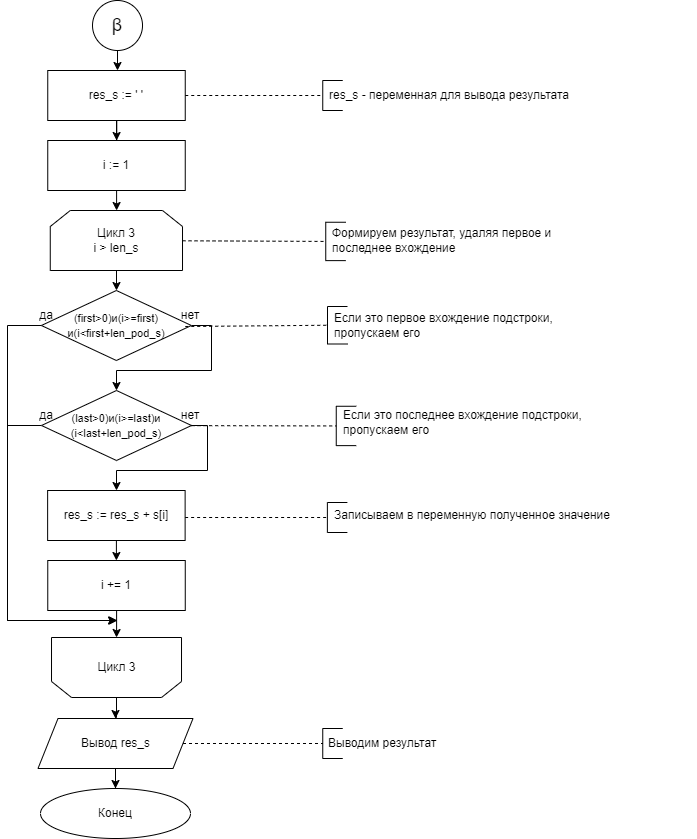 β
res_s := ' '
res_s - переменная для вывода результата
i := 1
Цикл 3
i > len_s
Формируем результат, удаляя первое и
последнее вхождение
да
(first>0)и(i>=first)
и(i<first+len_pod_s)
нет
Если это первое вхождение подстроки,
пропускаем его
да
(last>0)и(i>=last)и
(i<last+len_pod_s)
нет
Если это последнее вхождение подстроки,
пропускаем его
res_s := res_s + s[i]
Записываем в переменную полученное значение
i += 1
Цикл 3
Вывод res_s
Выводим результат
Конец